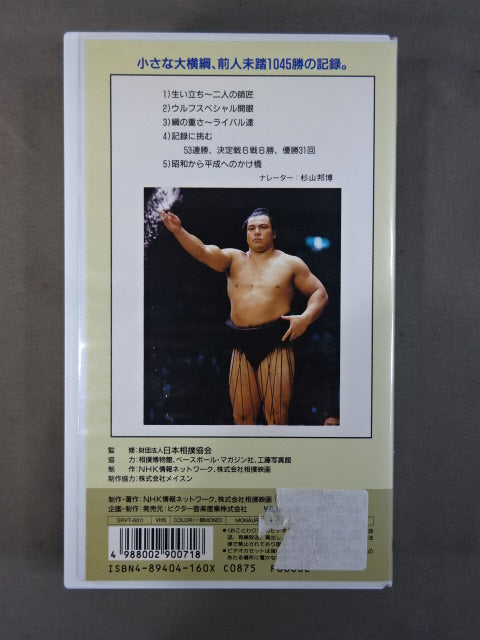 小さな大横綱、前人未踏1045勝の記録。
1)生い立ち〜二人の師匠
2)ウルフスペシャル開眼
3)綱の重さ〜ライバル達
4)記録に挑む
53連勝、決定戦6戦6勝、優勝31回
5)昭和から平成へのかけ橋
ナレーター:杉山邦博
監　修:財団法人日本相撲協会
協　力:相撲博物館、ベースボール・マガジン社、工藤写真館
制　作:NHK情報ネットワーク、株式会社相撲映画
制作協力:株式会社メイスン
制作・著作:NHK情報ネットワーク、株式会社相撲映画
企画・制作:発売元:ビクター音楽産業株式会社
VHS
COLOR(一部MONO)
4 988002 900718
ISBN4-89404-160X C0875